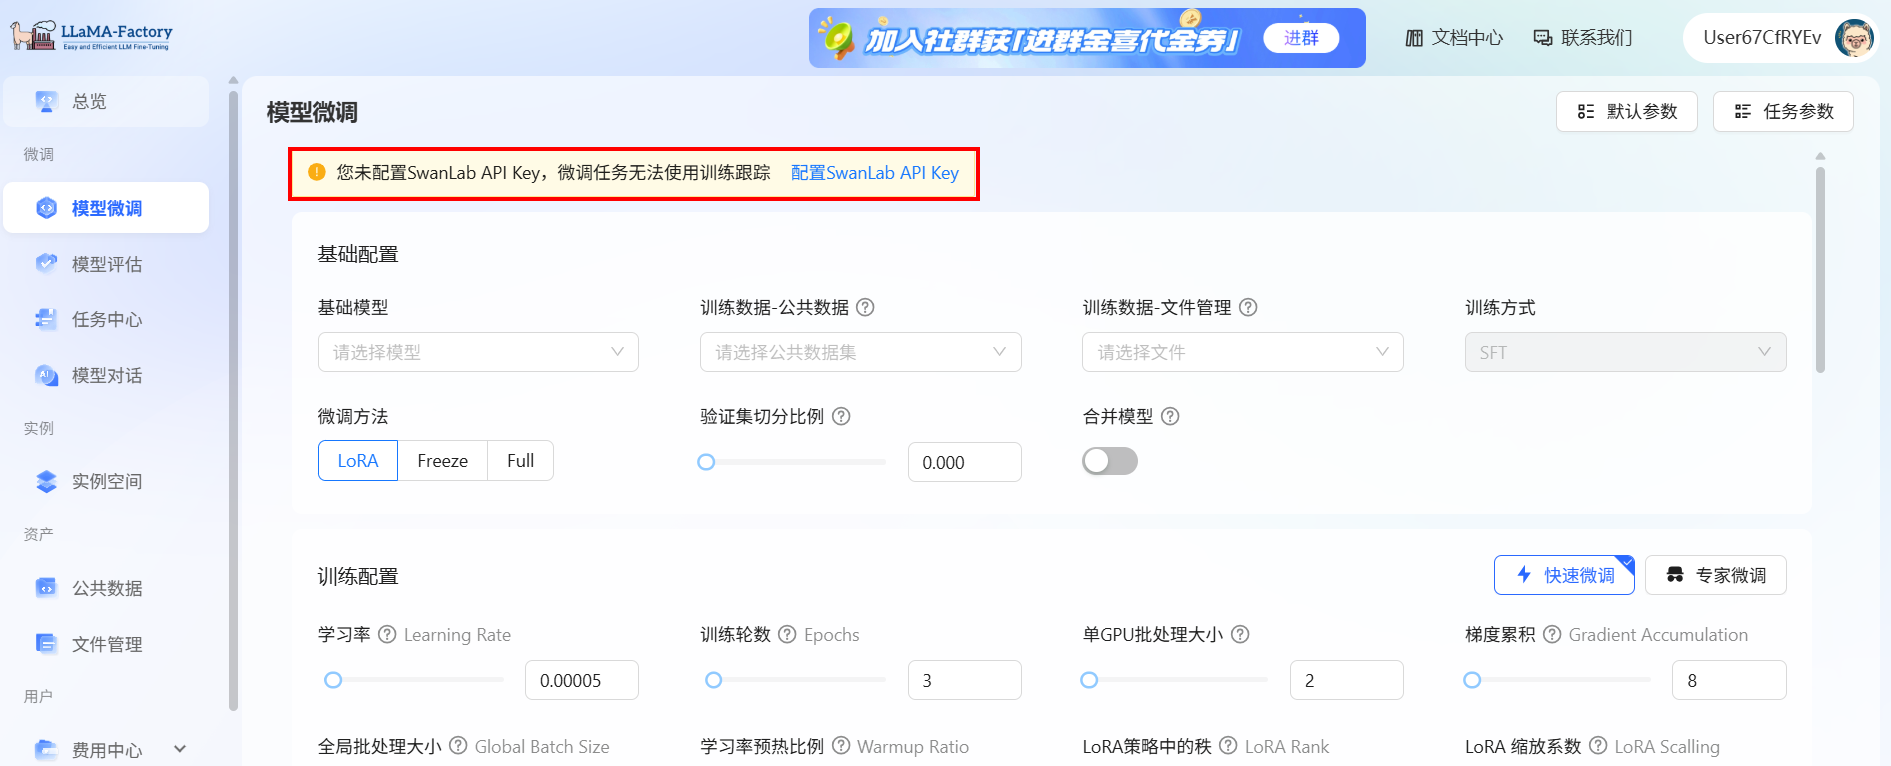 LLaMA-Factory
Easy and Efficient LLM Fine-Tuning
加入社群获「进群金喜代金券」
进群
文档中心
联系我们
User67CfRYEv
总览
微调
模型微调
模型评估
任务中心
模型对话
实例
实例空间
资产
公共数据
文件管理
用户
费用中心
模型微调
默认参数
任务参数
您未配置SwanLab API Key，微调任务无法使用训练跟踪 配置SwanLab API Key
基础配置
基础模型
训练数据-公共数据
训练数据-文件管理
训练方式
请选择模型
请选择公共数据集
请选择文件
SFT
微调方法
验证集切分比例
合并模型
LoRA
Freeze
Full
0.000
训练配置
快速微调
专家微调
学习率 Learning Rate
训练轮数 Epochs
单GPU批处理大小
梯度累积 Gradient Accumulation
0.00005
3
2
8
全局批处理大小 Global Batch Size
学习率预热比例 Warmup Ratio
LoRA策略中的秩 LoRA Rank
LoRA 缩放系数 LoRA Scalling